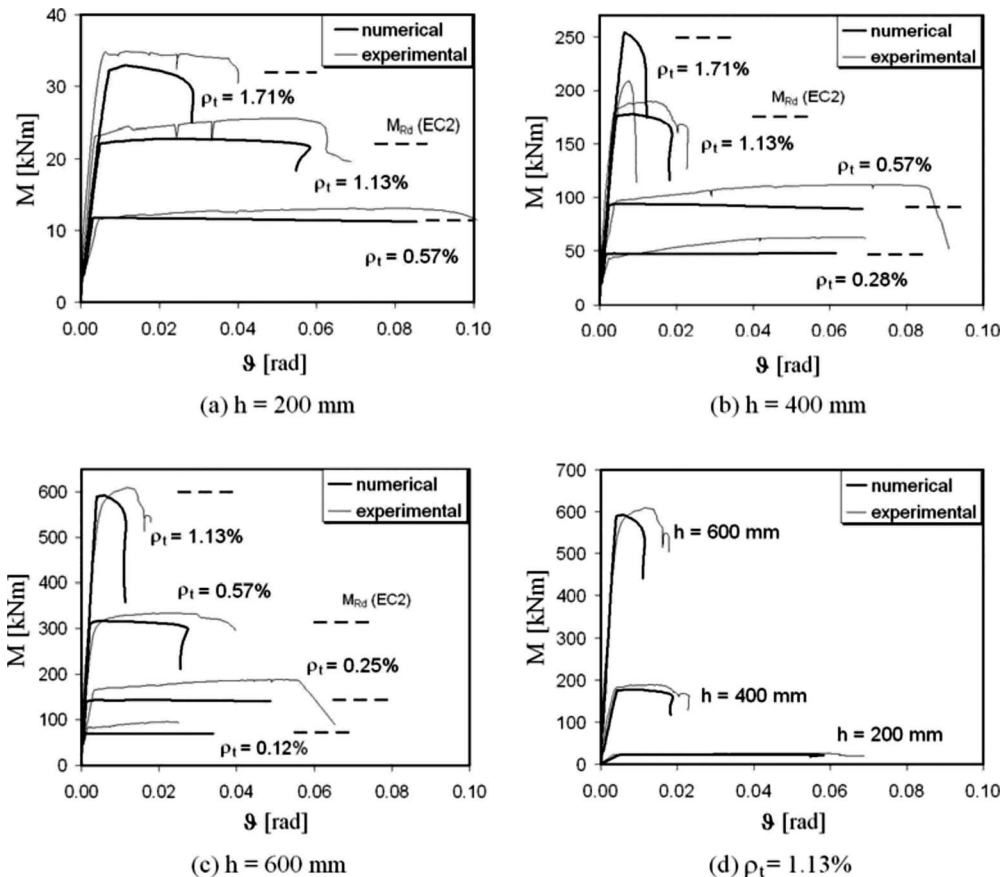 40
30
20
10
0
M [kNm]
numerical
experimental
ρt = 1.71%
MRd (EC2)
ρt = 1.13%
ρt = 0.57%
0.00 0.02 0.04 0.06 0.08 0.10
ϑ [rad]
(a) h = 200 mm
250
200
150
100
50
0
M [kNm]
numerical
experimental
ρt = 1.71%
MRd (EC2)
ρt = 1.13%
ρt = 0.57%
ρt = 0.28%
0.00 0.02 0.04 0.06 0.08 0.10
ϑ [rad]
(b) h = 400 mm
600
500
400
300
200
100
0
M [kNm]
numerical
experimental
ρt = 1.13%
ρt = 0.57%
MRd (EC2)
ρt = 0.25%
ρt = 0.12%
0.00 0.02 0.04 0.06 0.08 0.10
ϑ [rad]
(c) h = 600 mm
700
600
500
400
300
200
100
0
M [kNm]
numerical
experimental
h = 600 mm
h = 400 mm
h = 200 mm
0.00 0.02 0.04 0.06 0.08 0.10
ϑ [rad]
(d) ρt = 1.13%